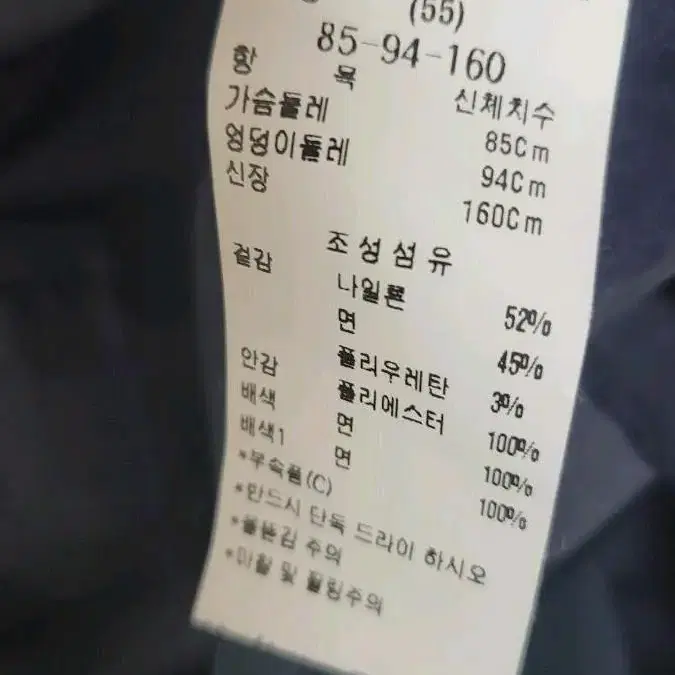 (55)
85-94-160
항 목 신체치수
가슴둘레 85Cm
엉덩이둘레 94Cm
신장 160Cm
조성섬유
겉감 나일론 52%
면 45%
폴리우레탄 3%
안감 폴리에스터 100%
배색 면 100%
배색1 면 100%
*부속품(C)
*반드시 단독 드라이 하시오
*올뜯김 주의
*마찰 및 필링주의